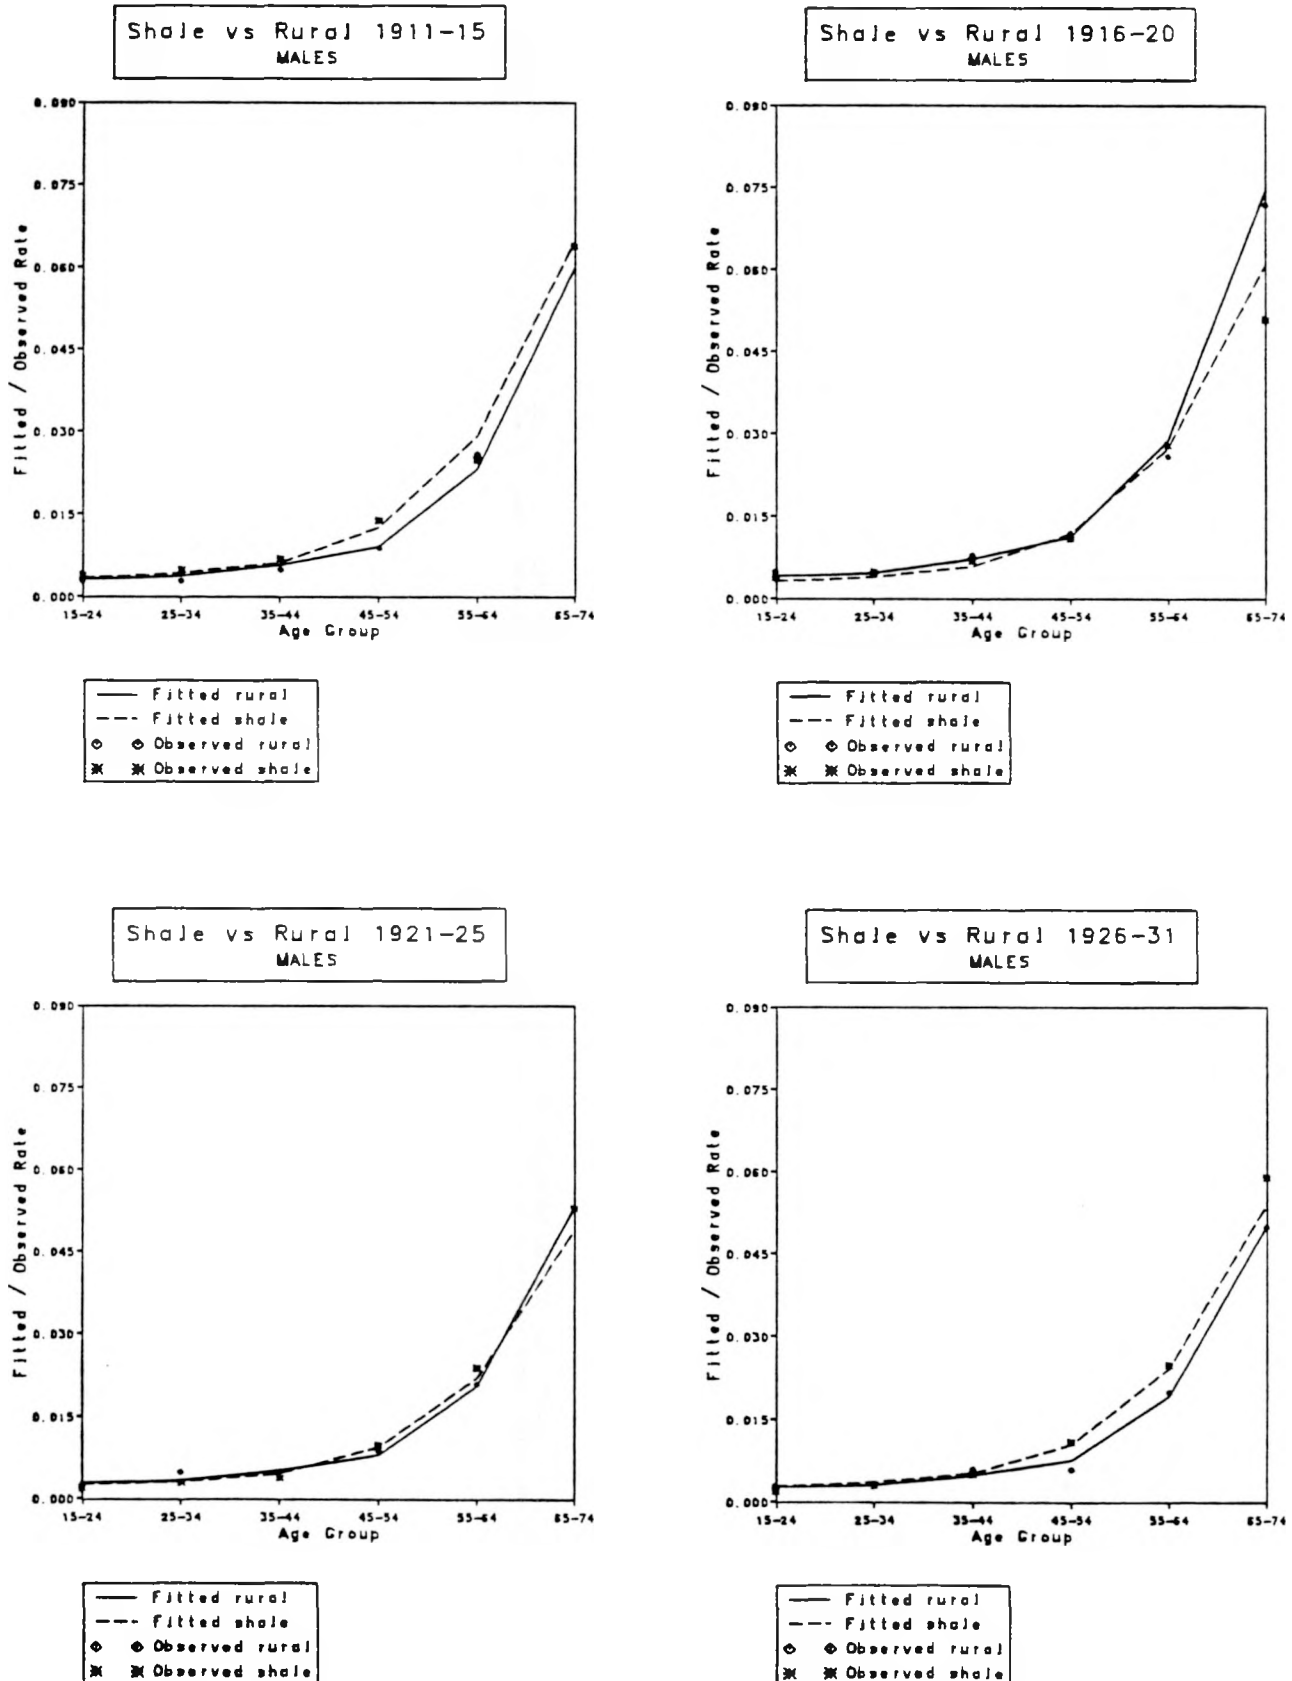 Shale vs Rural 1911-15
MALES
0.090
0.075
0.060
0.045
0.030
0.015
0.000
Fitted / Observed Rate
15-24 25-34 35-44 45-54 55-64 65-74
Age Group
Fitted rural
Fitted shale
Observed rural
Observed shale
Shale vs Rural 1916-20
MALES
0.090
0.075
0.060
0.045
0.030
0.015
0.000
Fitted / Observed Rate
15-24 25-34 35-44 45-54 55-64 65-74
Age Group
Fitted rural
Fitted shale
Observed rural
Observed shale
Shale vs Rural 1921-25
MALES
0.090
0.075
0.060
0.045
0.030
0.015
0.000
Fitted / Observed Rate
15-24 25-34 35-44 45-54 55-64 65-74
Age Group
Fitted rural
Fitted shale
Observed rural
Observed shale
Shale vs Rural 1926-31
MALES
0.090
0.075
0.060
0.045
0.030
0.015
0.000
Fitted / Observed Rate
15-24 25-34 35-44 45-54 55-64 65-74
Age Group
Fitted rural
Fitted shale
Observed rural
Observed shale